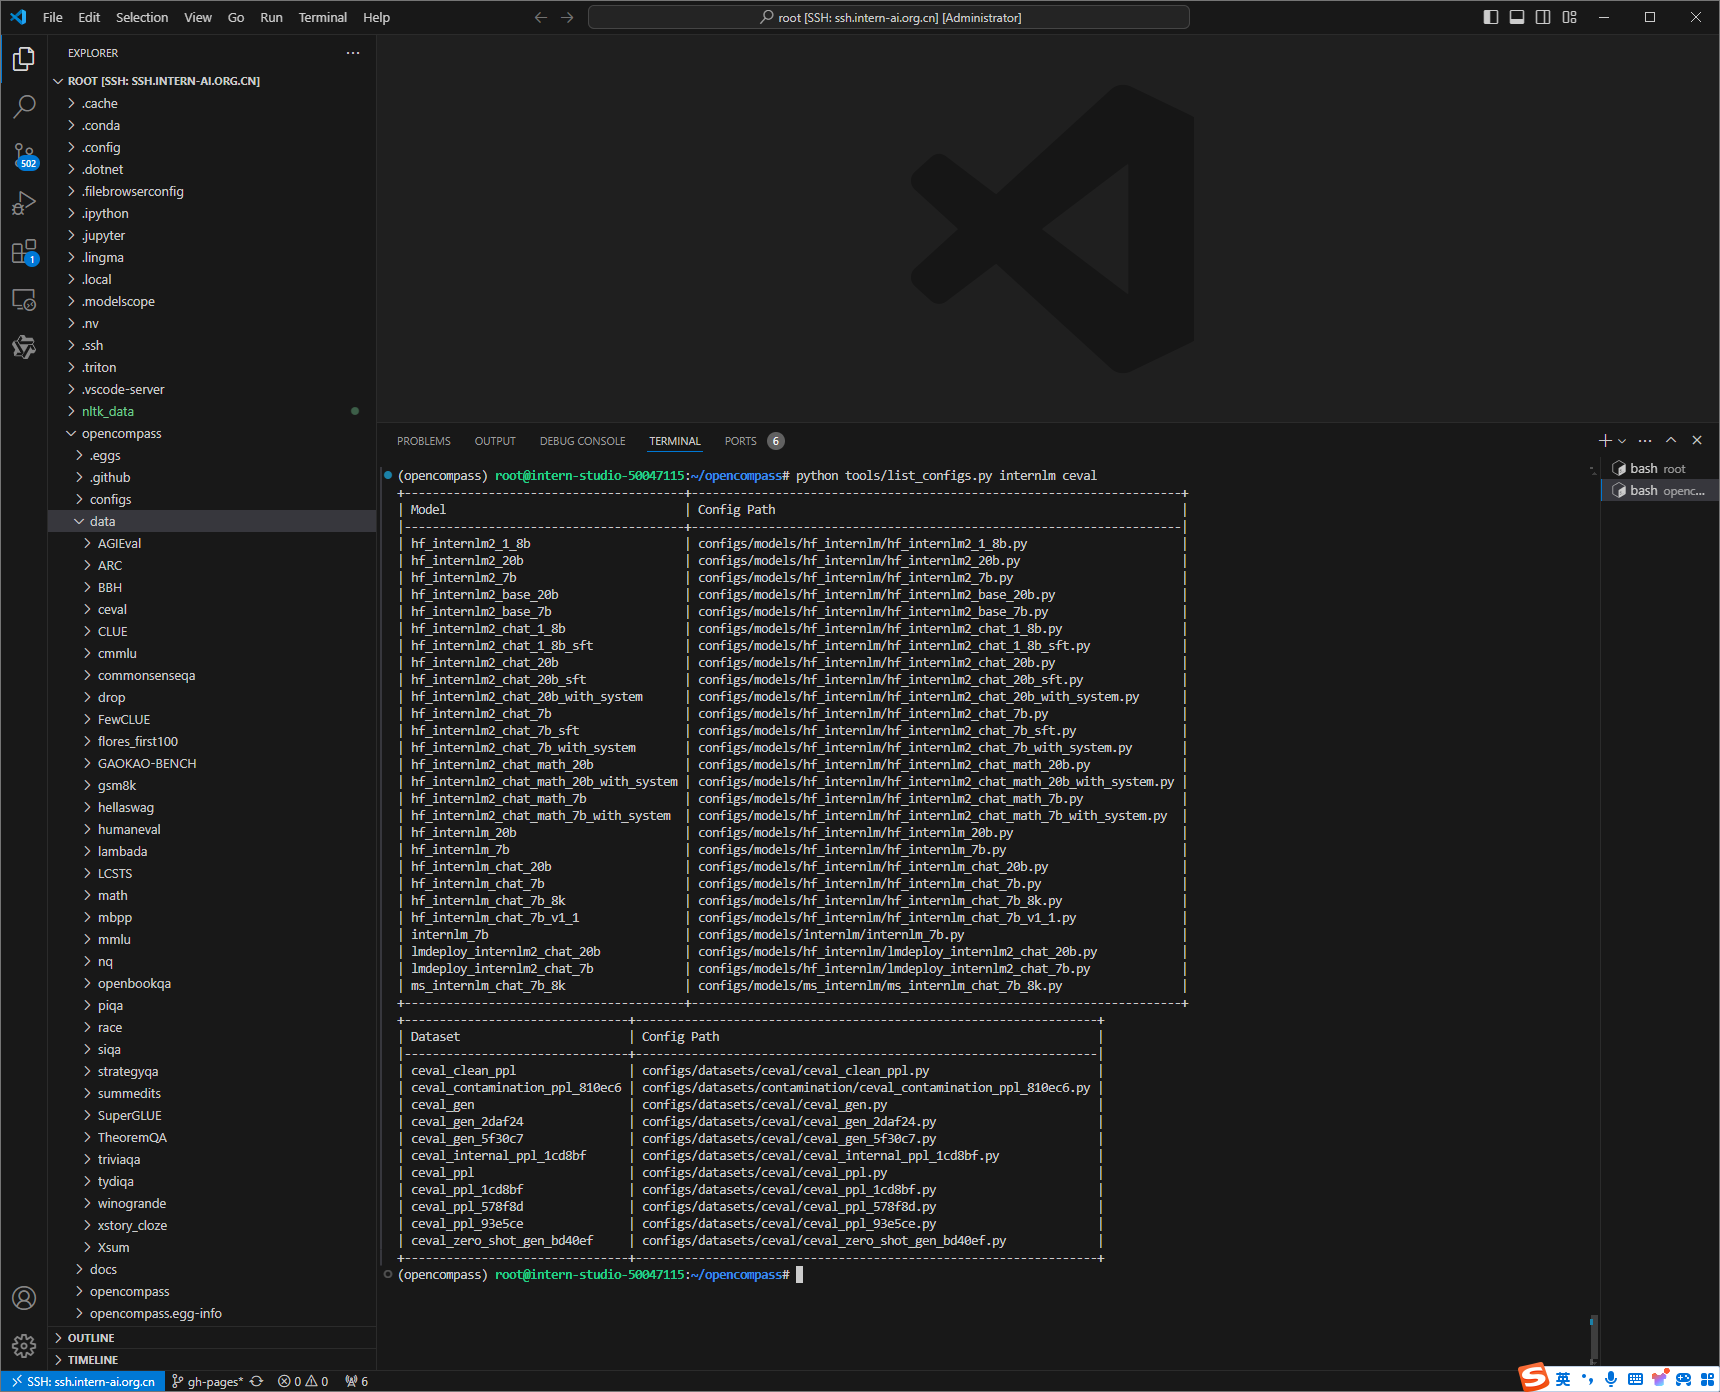 File Edit Selection View Go Run Terminal Help
root [SSH: ssh.intern-ai.org.cn] [Administrator]
EXPLORER
ROOT [SSH: SSH.INTERN-AI.ORG.CN]
.cache
.conda
.config
.dotnet
.filebrowserconfig
.ipython
.jupyter
.lingma
.local
.modelscope
.nv
.ssh
.triton
.vscode-server
nltk_data
opencompass
.eggs
.github
configs
data
AGIEval
ARC
BBH
ceval
CLUE
cmmlu
commonsenseqa
drop
FewCLUE
flores_first100
GAOKAO-BENCH
gsm8k
hellaswag
humaneval
lambada
LCSTS
math
mbpp
mmlu
nq
openbookqa
piqa
race
siqa
strategyqa
summedits
SuperGLUE
TheoremQA
triviaqa
tydiqa
winogrande
xstory_cloze
Xsum
docs
opencompass
opencompass.egg-info
OUTLINE
TIMELINE
502
1
PROBLEMS OUTPUT DEBUG CONSOLE TERMINAL PORTS 6
bash root
bash openc...
(opencompass) root@intern-studio-50047115:~/opencompass# python tools/list_configs.py internlm ceval
| Model | Config Path |
| hf_internlm2_1_8b | configs/models/hf_internlm/hf_internlm2_1_8b.py |
| hf_internlm2_20b | configs/models/hf_internlm/hf_internlm2_20b.py |
| hf_internlm2_7b | configs/models/hf_internlm/hf_internlm2_7b.py |
| hf_internlm2_base_20b | configs/models/hf_internlm/hf_internlm2_base_20b.py |
| hf_internlm2_base_7b | configs/models/hf_internlm/hf_internlm2_base_7b.py |
| hf_internlm2_chat_1_8b | configs/models/hf_internlm/hf_internlm2_chat_1_8b.py |
| hf_internlm2_chat_1_8b_sft | configs/models/hf_internlm/hf_internlm2_chat_1_8b_sft.py |
| hf_internlm2_chat_20b | configs/models/hf_internlm/hf_internlm2_chat_20b.py |
| hf_internlm2_chat_20b_sft | configs/models/hf_internlm/hf_internlm2_chat_20b_sft.py |
| hf_internlm2_chat_20b_with_system | configs/models/hf_internlm/hf_internlm2_chat_20b_with_system.py |
| hf_internlm2_chat_7b | configs/models/hf_internlm/hf_internlm2_chat_7b.py |
| hf_internlm2_chat_7b_sft | configs/models/hf_internlm/hf_internlm2_chat_7b_sft.py |
| hf_internlm2_chat_7b_with_system | configs/models/hf_internlm/hf_internlm2_chat_7b_with_system.py |
| hf_internlm2_chat_math_20b | configs/models/hf_internlm/hf_internlm2_chat_math_20b.py |
| hf_internlm2_chat_math_20b_with_system | configs/models/hf_internlm/hf_internlm2_chat_math_20b_with_system.py |
| hf_internlm2_chat_math_7b | configs/models/hf_internlm/hf_internlm2_chat_math_7b.py |
| hf_internlm2_chat_math_7b_with_system | configs/models/hf_internlm/hf_internlm2_chat_math_7b_with_system.py |
| hf_internlm_20b | configs/models/hf_internlm/hf_internlm_20b.py |
| hf_internlm_7b | configs/models/hf_internlm/hf_internlm_7b.py |
| hf_internlm_chat_20b | configs/models/hf_internlm/hf_internlm_chat_20b.py |
| hf_internlm_chat_7b | configs/models/hf_internlm/hf_internlm_chat_7b.py |
| hf_internlm_chat_7b_8k | configs/models/hf_internlm/hf_internlm_chat_7b_8k.py |
| hf_internlm_chat_7b_v1_1 | configs/models/hf_internlm/hf_internlm_chat_7b_v1_1.py |
| internlm_7b | configs/models/internlm/internlm_7b.py |
| lmdeploy_internlm2_chat_20b | configs/models/hf_internlm/lmdeploy_internlm2_chat_20b.py |
| lmdeploy_internlm2_chat_7b | configs/models/hf_internlm/lmdeploy_internlm2_chat_7b.py |
| ms_internlm_chat_7b_8k | configs/models/ms_internlm/ms_internlm_chat_7b_8k.py |
| Dataset | Config Path |
| ceval_clean_ppl | configs/datasets/ceval/ceval_clean_ppl.py |
| ceval_contamination_ppl_810ec6 | configs/datasets/contamination/ceval_contamination_ppl_810ec6.py |
| ceval_gen | configs/datasets/ceval/ceval_gen.py |
| ceval_gen_2daf24 | configs/datasets/ceval/ceval_gen_2daf24.py |
| ceval_gen_5f30c7 | configs/datasets/ceval/ceval_gen_5f30c7.py |
| ceval_internal_ppl_1cd8bf | configs/datasets/ceval/ceval_internal_ppl_1cd8bf.py |
| ceval_ppl | configs/datasets/ceval/ceval_ppl.py |
| ceval_ppl_1cd8bf | configs/datasets/ceval/ceval_ppl_1cd8bf.py |
| ceval_ppl_578f8d | configs/datasets/ceval/ceval_ppl_578f8d.py |
| ceval_ppl_93e5ce | configs/datasets/ceval/ceval_ppl_93e5ce.py |
| ceval_zero_shot_gen_bd40ef | configs/datasets/ceval/ceval_zero_shot_gen_bd40ef.py |
(opencompass) root@intern-studio-50047115:~/opencompass#
SSH: ssh.intern-ai.org.cn gh-pages* 0 0 6
S 英